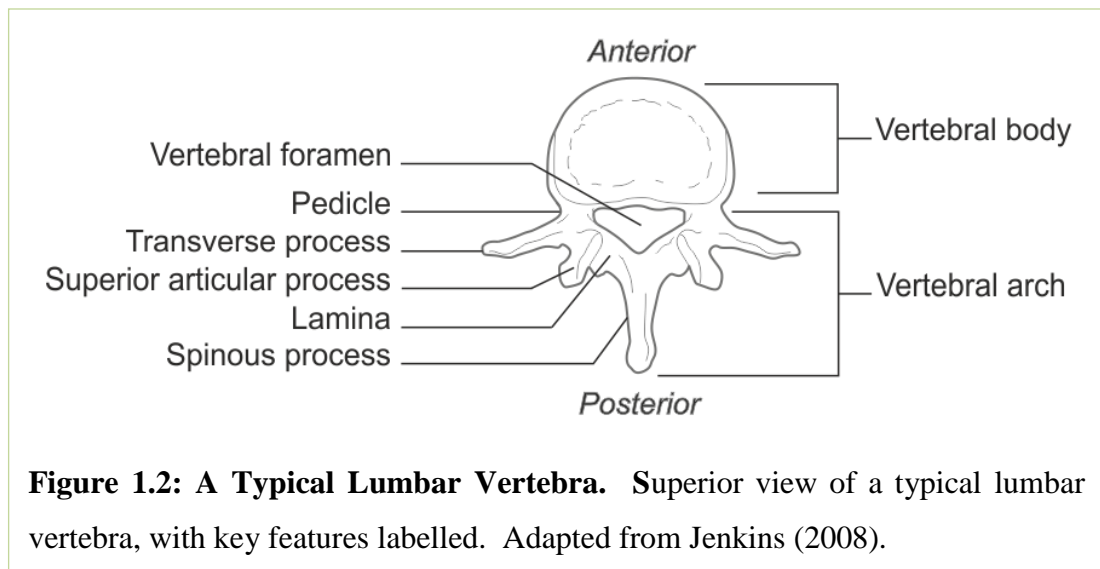 Anterior
Vertebral body
Vertebral foramen
Pedicle
Transverse process
Superior articular process
Vertebral arch
Lamina
Spinous process
Posterior
Figure 1.2: A Typical Lumbar Vertebra. Superior view of a typical lumbar
vertebra, with key features labelled. Adapted from Jenkins (2008).